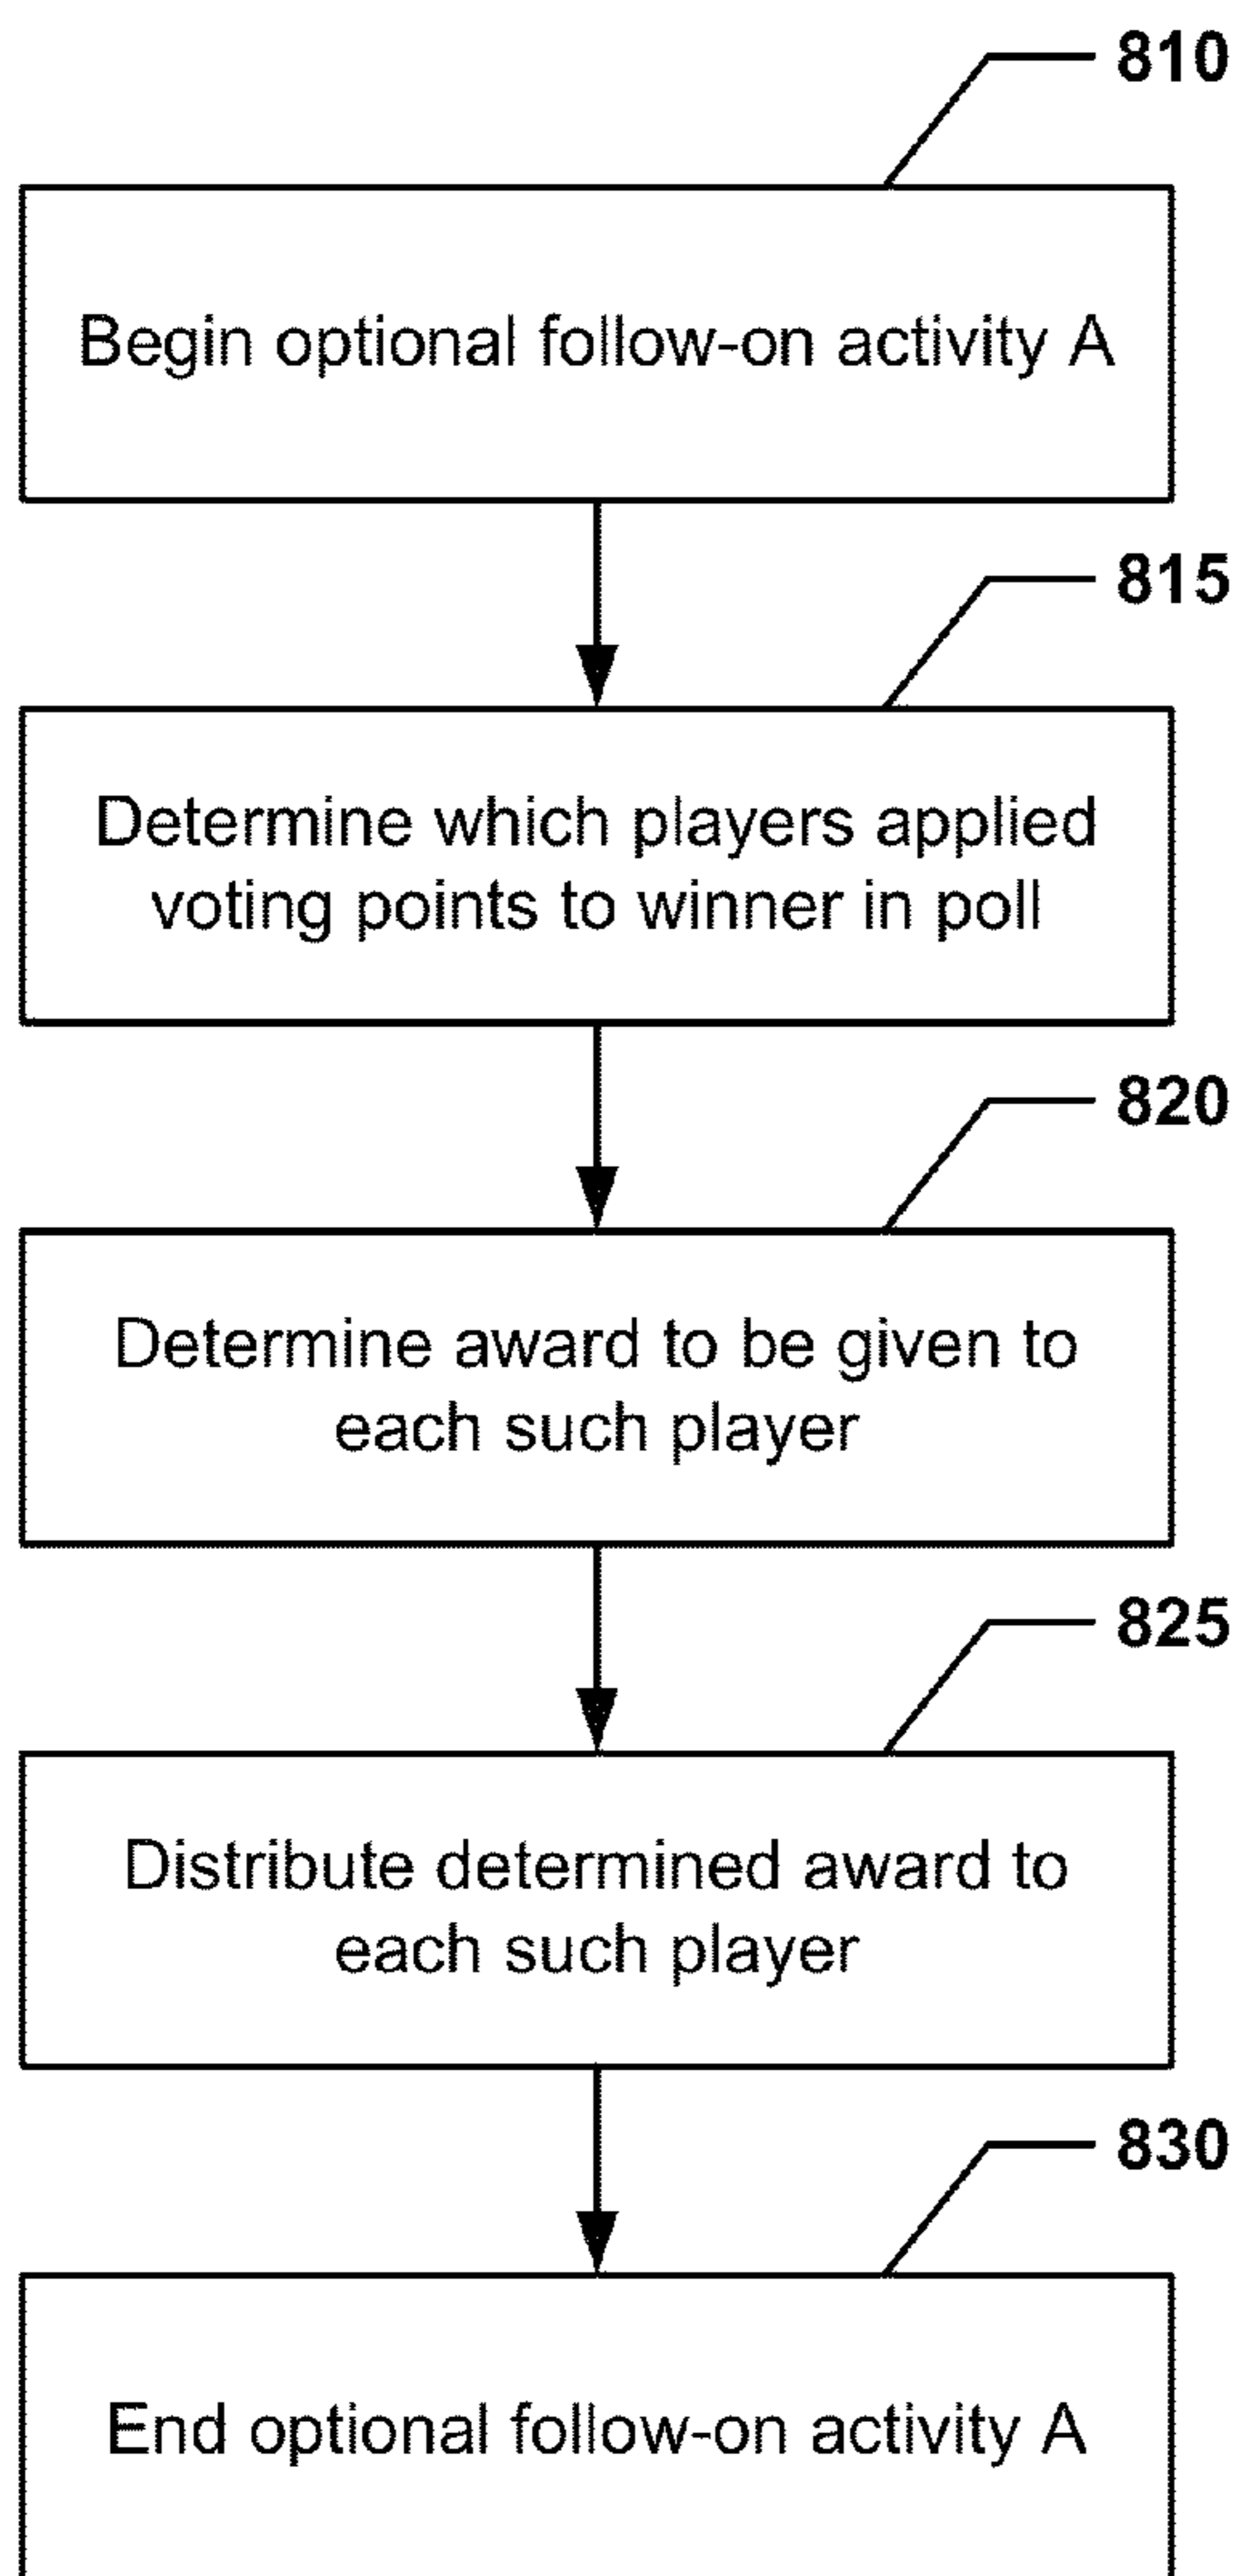 810
Begin optional follow-on activity A
815
Determine which players applied
voting points to winner in poll
820
Determine award to be given to
each such player
825
Distribute determined award to
each such player
830
End optional follow-on activity A